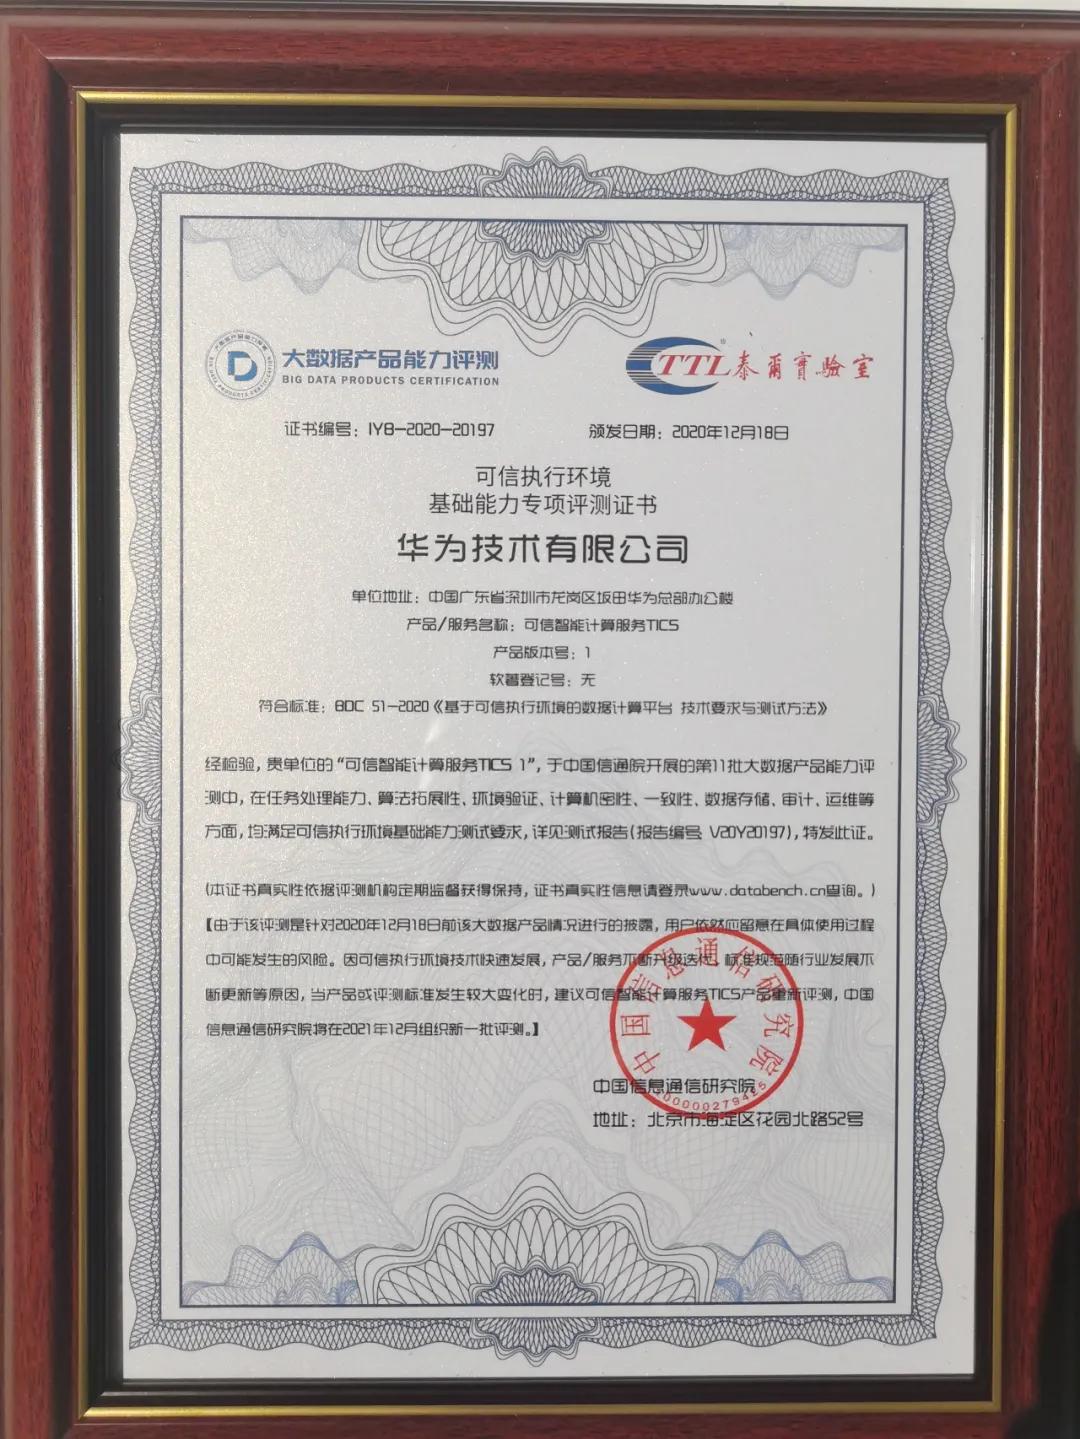 大数据产品能力评测
BIG DATA PRODUCTS CERTIFICATION
TTL泰爾實驗室
证书编号：IYB-2020-20197
颁发日期：2020年12月18日
可信执行环境
基础能力专项评测证书
华为技术有限公司
单位地址：中国广东省深圳市龙岗区坂田华为总部办公楼
产品/服务名称：可信智能计算服务TICS
产品版本号：1
软著登记号：无
符合标准：BDC 51-2020《基于可信执行环境的数据计算平台 技术要求与测试方法》
经检验，贵单位的“可信智能计算服务TICS 1”，于中国信通院开展的第11批大数据产品能力评
测中，在任务处理能力、算法拓展性、环境验证、计算机密性、一致性、数据存储、审计、运维等
方面，均满足可信执行环境基础能力测试要求，详见测试报告(报告编号 V20Y20197)，特发此证。
(本证书真实性依据评测机构定期监督获得保持，证书真实性信息请登录www.databench.cn查询。)
【由于该评测是针对2020年12月18日前该大数据产品情况进行的披露，用户依然应留意在具体使用过程
中可能发生的风险。因可信执行环境技术快速发展，产品/服务不断升级迭代，标准规范随行业发展不
断更新等原因，当产品或评测标准发生较大变化时，建议可信智能计算服务TICS产品重新评测，中国
信息通信研究院将在2021年12月组织新一批评测。】
中国信息通信研究院
中国信息通信研究院
地址：北京市海淀区花园北路52号